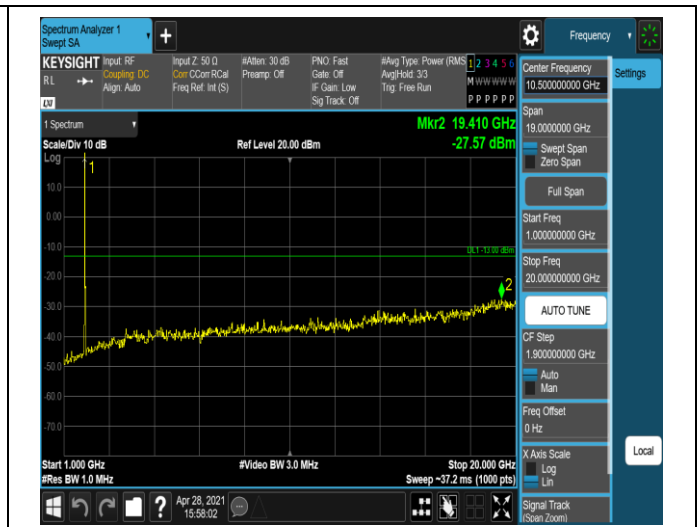 Spectrum Analyzer 1
Swept SA
Frequency
KEYSIGHT
RL
LXI
Input: RF
Coupling: DC
Align: Auto
Input Z: 50 Ω
Corr CCorr RCal
Freq Ref: Int (S)
#Atten: 30 dB
Preamp: Off
PNO: Fast
Gate: Off
IF Gain: Low
Sig Track: Off
#Avg Type: Power (RMS
Avg|Hold: 3/3
Trig: Free Run
1 2 3 4 5 6
M W W W W W
P P P P P P
1 Spectrum
Mkr2 19.410 GHz
-27.57 dBm
Scale/Div 10 dB
Ref Level 20.00 dBm
Log
1
10.0
0.00
-10.0
DL1 -13.00 dBm
-20.0
2
-30.0
-40.0
-50.0
-60.0
-70.0
Start 1.000 GHz
#Video BW 3.0 MHz
Stop 20.000 GHz
#Res BW 1.0 MHz
Sweep ~37.2 ms (1000 pts)
?
Apr 28, 2021
15:58:02
Center Frequency
10.500000000 GHz
Settings
Span
19.0000000 GHz
Swept Span
Zero Span
Full Span
Start Freq
1.000000000 GHz
Stop Freq
20.000000000 GHz
AUTO TUNE
CF Step
1.900000000 GHz
Auto
Man
Freq Offset
0 Hz
X Axis Scale
Log
Lin
Local
Signal Track
(Span Zoom)